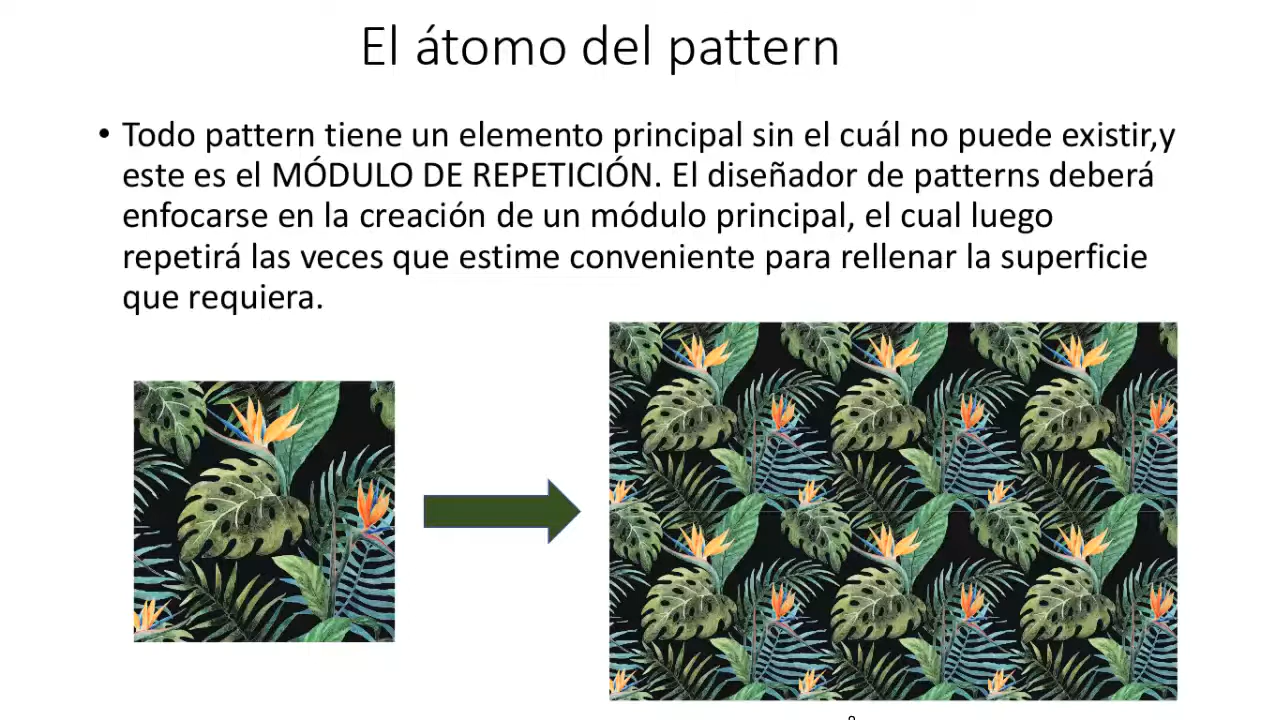 El átomo del pattern
• Todo pattern tiene un elemento principal sin el cuál no puede existir,y
este es el MÓDULO DE REPETICIÓN. El diseñador de patterns deberá
enfocarse en la creación de un módulo principal, el cual luego
repetirá las veces que estime conveniente para rellenar la superficie
que requiera.